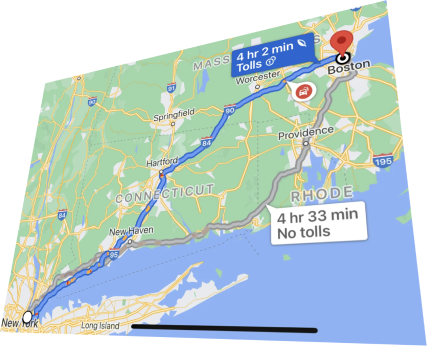 MASS
4 hr 2 min
Tolls
Boston
Worcester
90
91
90
Springfield
84
Providence
Hartford
195
CONNECTICUT
RHODE
84
4 hr 33 min
No tolls
New Haven
95
New York
Long Island